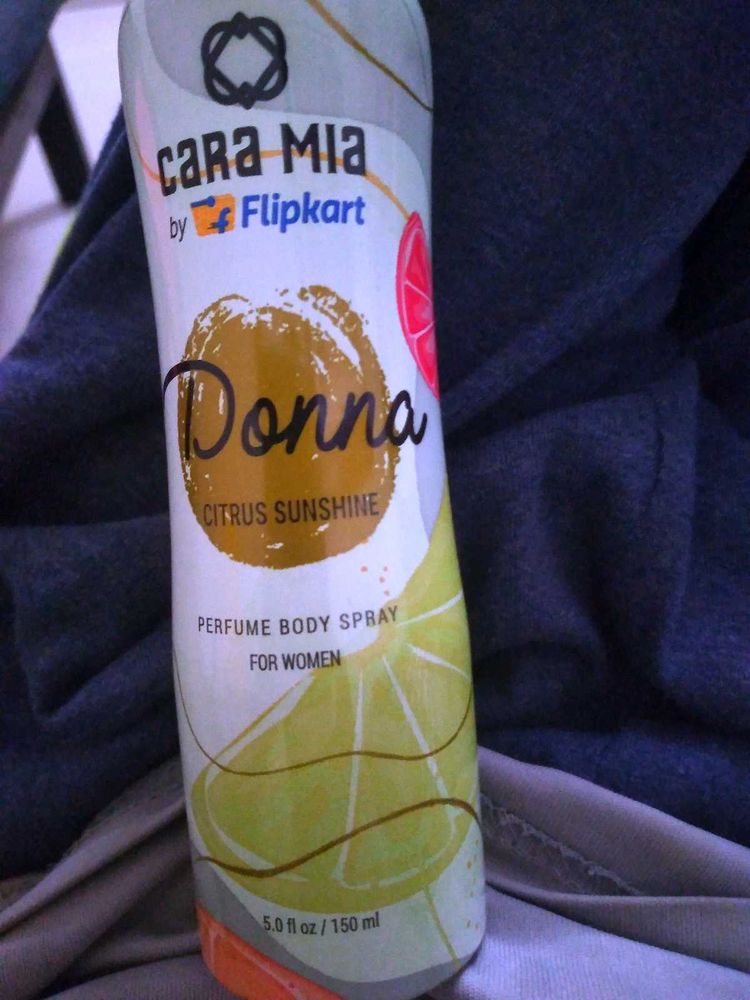 CARA MIA
by Flipkart
Donna
CITRUS SUNSHINE
PERFUME BODY SPRAY
FOR WOMEN
5.0 fl oz / 150 ml